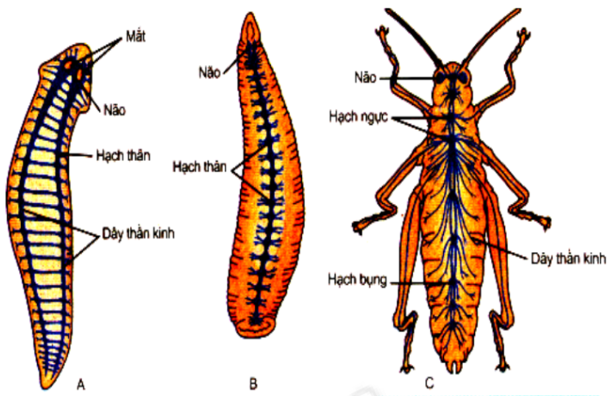 Mắt
Não
Hạch thân
Dây thần kinh
A
Não
Hạch thân
B
Não
Hạch ngực
Dây thần kinh
Hạch bụng
C